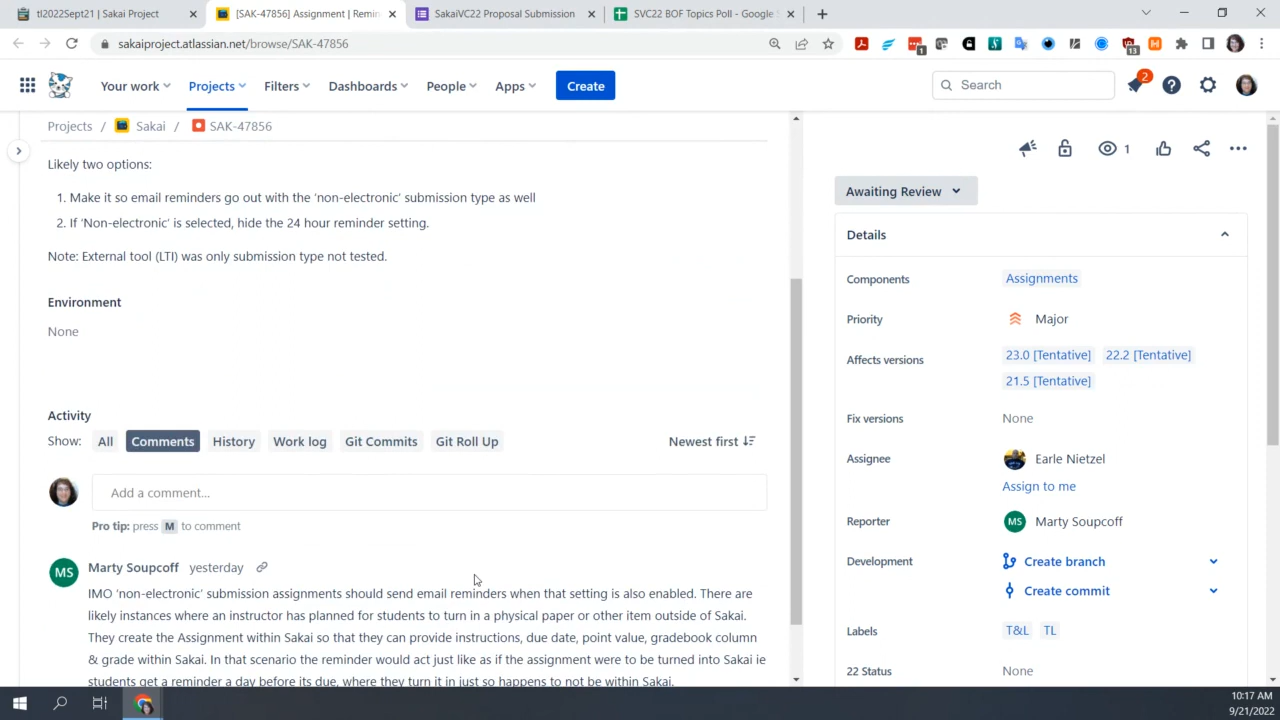 tl2022Sept21 | Sakai Project
[SAK-47856] Assignment | Remin
SakaiVC22 Proposal Submission
SVC22 BOF Topics Poll - Google S
sakaiproject.atlassian.net/browse/SAK-47856
1
13
Your work
Projects
Filters
Dashboards
People
Apps
Create
Search
2
Projects / Sakai / SAK-47856
Likely two options:
1. Make it so email reminders go out with the 'non-electronic' submission type as well
2. If 'Non-electronic' is selected, hide the 24 hour reminder setting.
Note: External tool (LTI) was only submission type not tested.
Environment
None
Activity
Show: All Comments History Work log Git Commits Git Roll Up Newest first
Add a comment...
Pro tip: press M to comment
MS
Marty Soupcoff yesterday
IMO 'non-electronic' submission assignments should send email reminders when that setting is also enabled. There are
likely instances where an instructor has planned for students to turn in a physical paper or other item outside of Sakai.
They create the Assignment within Sakai so that they can provide instructions, due date, point value, gradebook column
& grade within Sakai. In that scenario the reminder would act just like as if the assignment were to be turned into Sakai ie
students get a reminder a day before its due, where they turn it in just so happens to not be within Sakai.
1
Awaiting Review
Details
Components Assignments
Priority Major
Affects versions 23.0 [Tentative] 22.2 [Tentative]
21.5 [Tentative]
Fix versions None
Assignee Earle Nietzel
Assign to me
Reporter MS Marty Soupcoff
Development Create branch
Create commit
Labels T&L TL
22 Status None
10:17 AM
9/21/2022